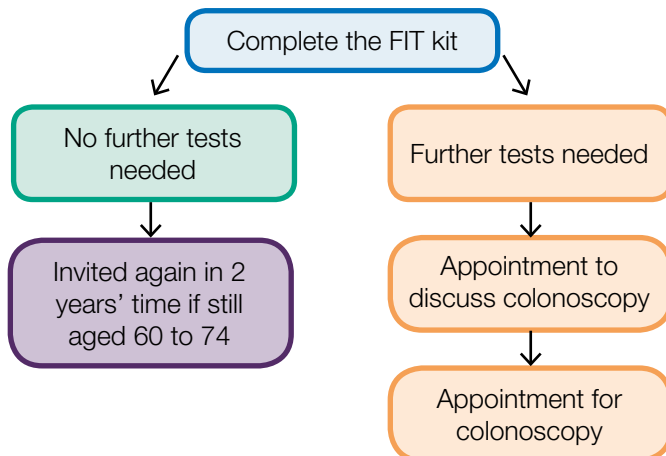 Complete the FIT kit
No further tests
needed
Invited again in 2
years’ time if still
aged 60 to 74
Further tests needed
Appointment to
discuss colonoscopy
Appointment for
colonoscopy